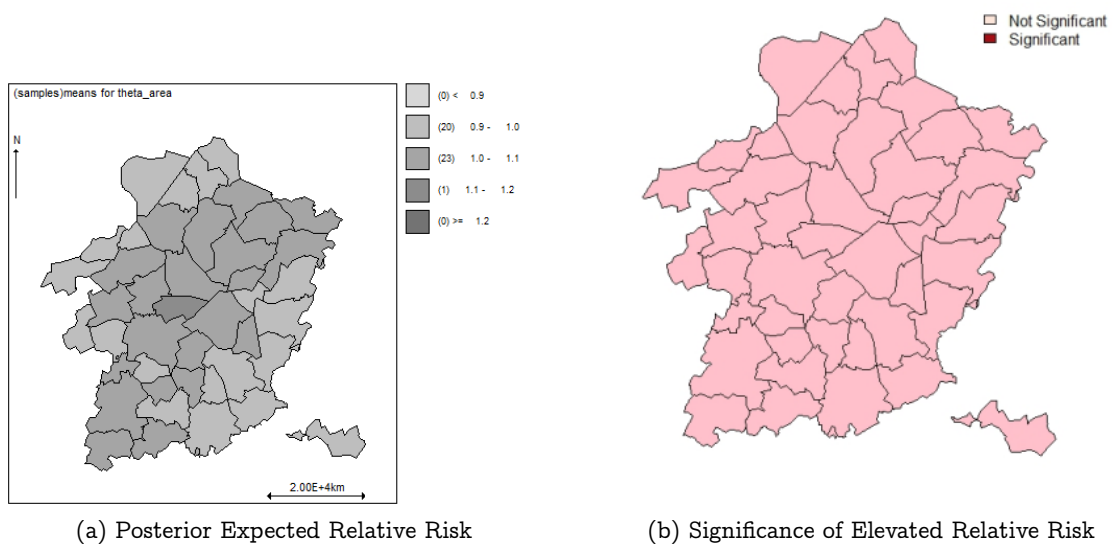 (samples)means for theta_area
N
(0) < 0.9
(20) 0.9 - 1.0
(23) 1.0 - 1.1
(1) 1.1 - 1.2
(0) >= 1.2
2.00E+4km
(a) Posterior Expected Relative Risk
Not Significant
Significant
(b) Significance of Elevated Relative Risk